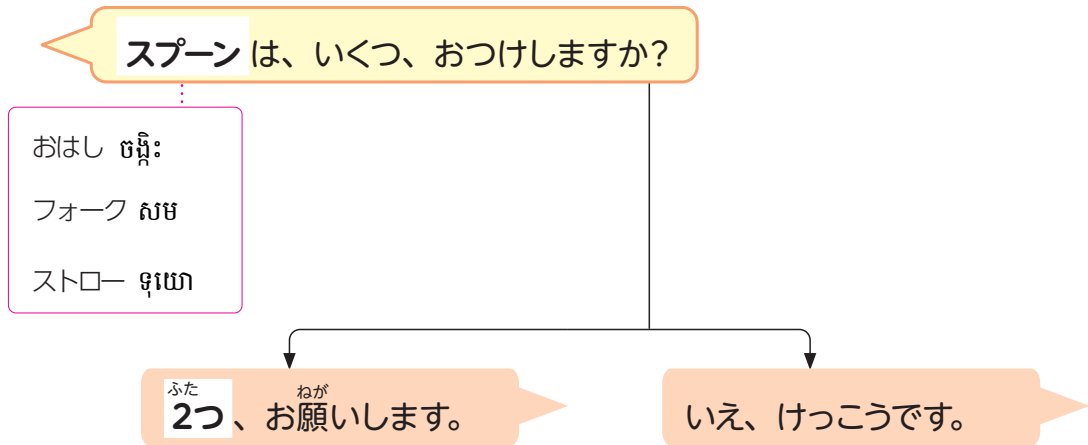 スプーン は、いくつ、おつけしますか？
おはし ចង្កិះ
フォーク សម
ストロー ទុយោ
ふた ねが
2つ、お願いします。
いえ、けっこうです。